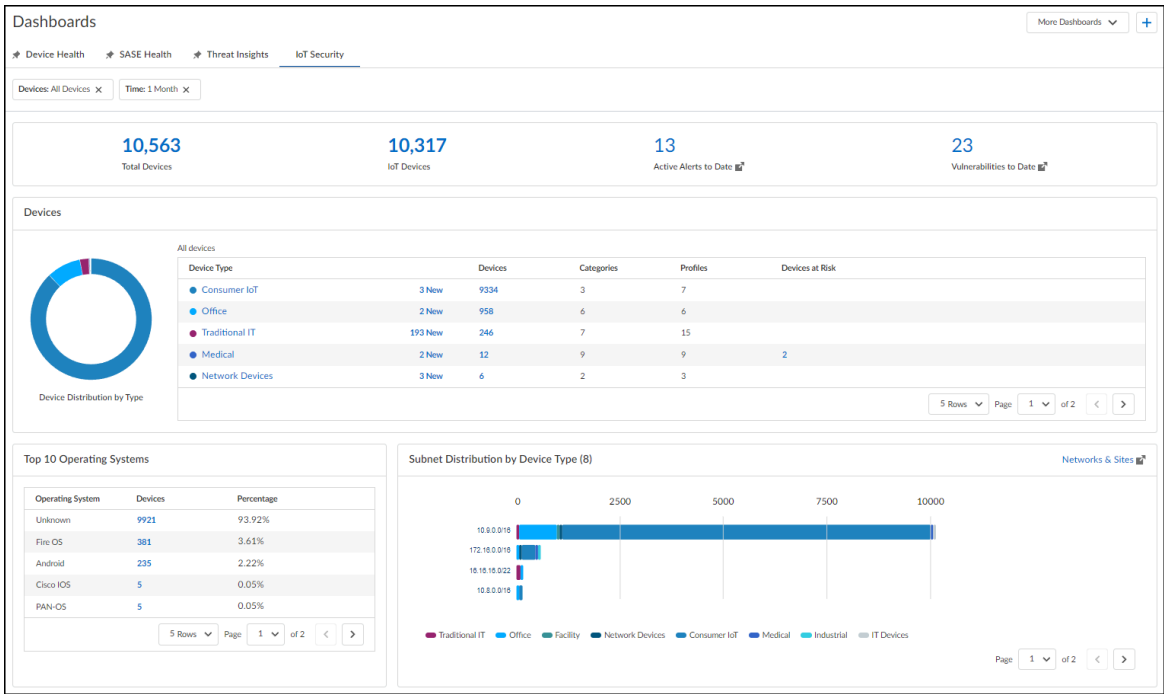 Dashboards
More Dashboards
Device Health SASE Health Threat Insights IoT Security
Devices: All Devices Time: 1 Month
10,563 10,317 13 23
Total Devices IoT Devices Active Alerts to Date Vulnerabilities to Date
Devices
All devices
Device Type Devices Categories Profiles Devices at Risk
Consumer IoT 3 New 9334 3 7
Office 2 New 958 6 6
Traditional IT 193 New 246 7 15
Medical 2 New 12 9 9 2
Network Devices 3 New 6 2 3
Device Distribution by Type
5 Rows Page 1 of 2
Top 10 Operating Systems
Operating System Devices Percentage
Unknown 9921 93.92%
Fire OS 381 3.61%
Android 235 2.22%
Cisco IOS 5 0.05%
PAN-OS 5 0.05%
5 Rows Page 1 of 2
Subnet Distribution by Device Type (8) Networks & Sites
0 2500 5000 7500 10000
10.9.0.0/16
172.16.0.0/16
16.16.16.0/22
10.8.0.0/16
Traditional IT Office Facility Network Devices Consumer IoT Medical Industrial IT Devices
Page 1 of 2